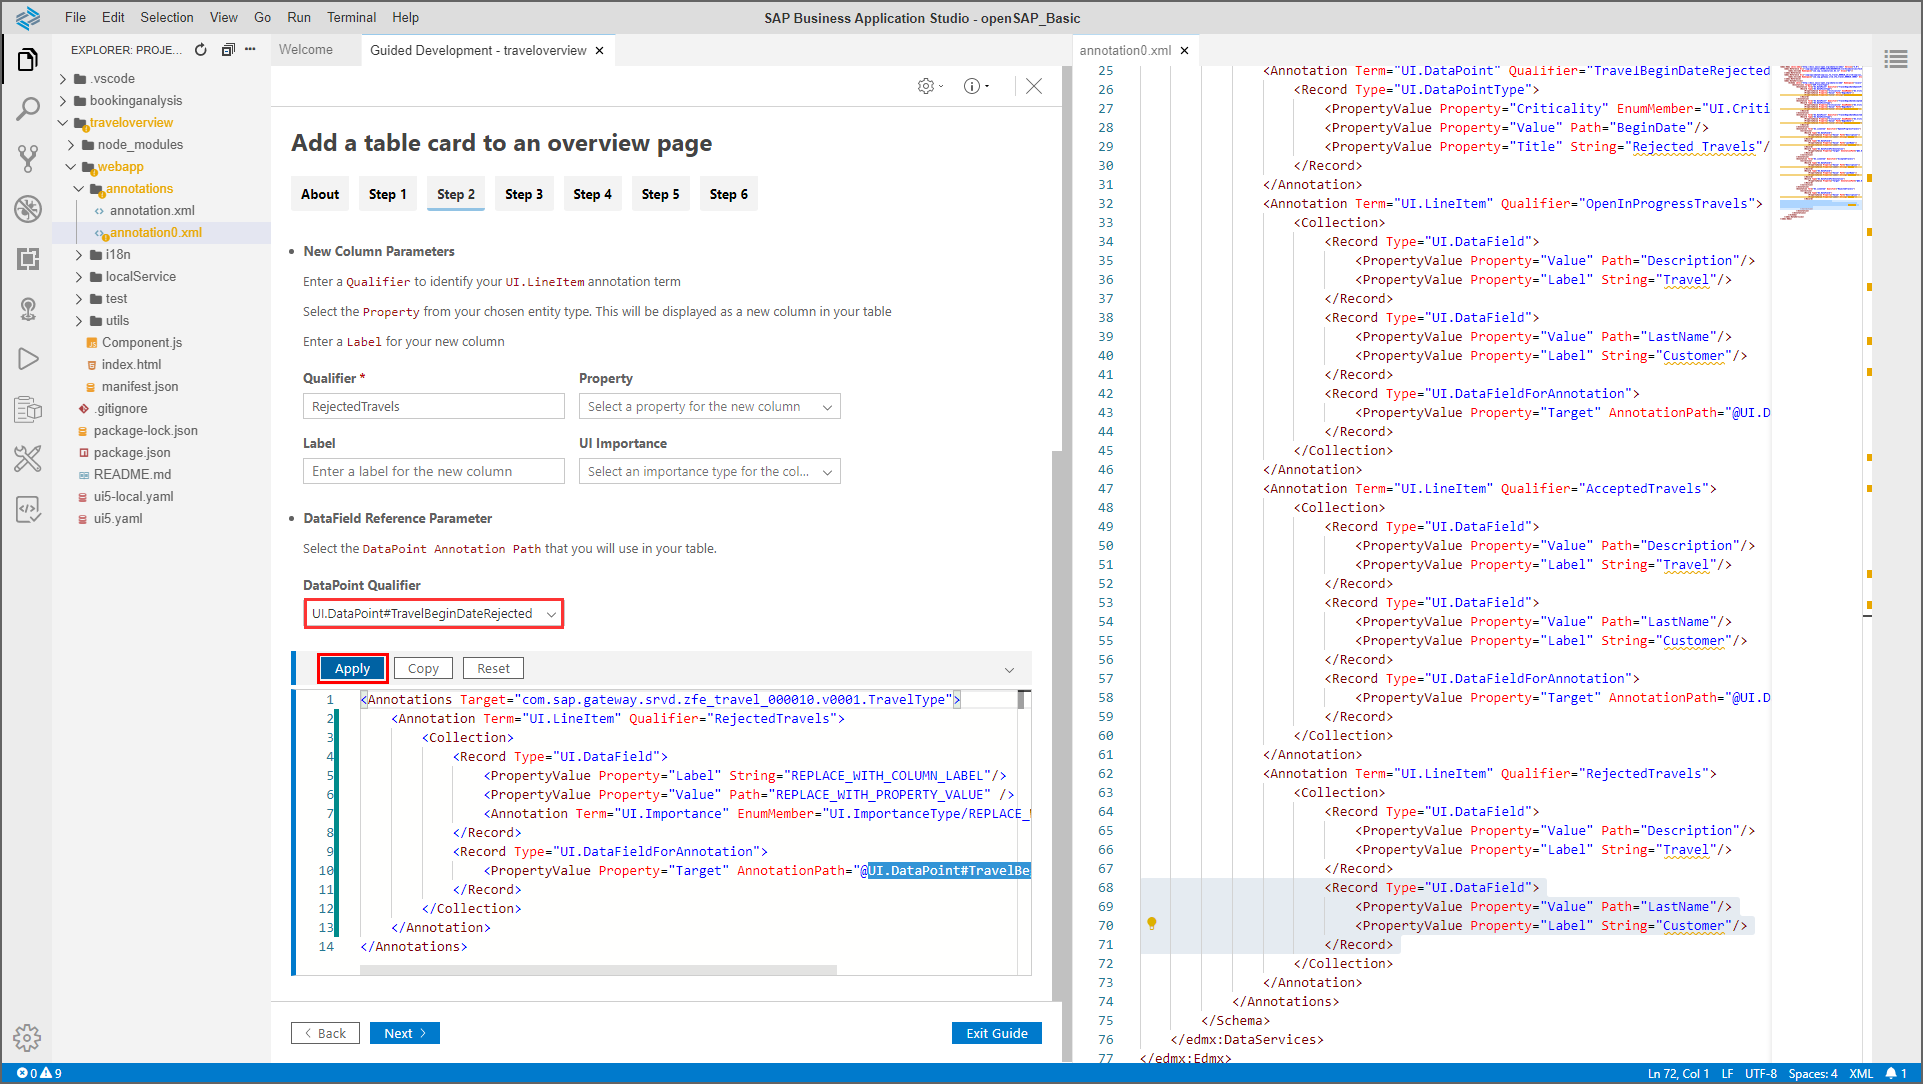 File Edit Selection View Go Run Terminal Help
SAP Business Application Studio - openSAP_Basic
EXPLORER: PROJE...
.vscode
bookinganalysis
traveloverview
node_modules
webapp
annotations
annotation.xml
annotation0.xml
i18n
localService
test
utils
Component.js
index.html
manifest.json
.gitignore
package-lock.json
package.json
README.md
ui5-local.yaml
ui5.yaml
Welcome
Guided Development - traveloverview
Add a table card to an overview page
About Step 1 Step 2 Step 3 Step 4 Step 5 Step 6
New Column Parameters
Enter a Qualifier to identify your UI.LineItem annotation term
Select the Property from your chosen entity type. This will be displayed as a new column in your table
Enter a Label for your new column
Qualifier * Property
RejectedTravels Select a property for the new column
Label UI Importance
Enter a label for the new column Select an importance type for the col...
DataField Reference Parameter
Select the DataPoint Annotation Path that you will use in your table.
DataPoint Qualifier
UI.DataPoint#TravelBeginDateRejected
Apply Copy Reset
1 <Annotations Target="com.sap.gateway.srvd.zfe_travel_000010.v0001.TravelType">
2 <Annotation Term="UI.LineItem" Qualifier="RejectedTravels">
3 <Collection>
4 <Record Type="UI.DataField">
5 <PropertyValue Property="Label" String="REPLACE_WITH_COLUMN_LABEL"/>
6 <PropertyValue Property="Value" Path="REPLACE_WITH_PROPERTY_VALUE" />
7 <Annotation Term="UI.Importance" EnumMember="UI.ImportanceType/REPLACE_W
8 </Record>
9 <Record Type="UI.DataFieldForAnnotation">
10 <PropertyValue Property="Target" AnnotationPath="@UI.DataPoint#TravelBe
11 </Record>
12 </Collection>
13 </Annotation>
14 </Annotations>
Back Next Exit Guide
annotation0.xml
25 <Annotation Term="UI.DataPoint" Qualifier="TravelBeginDateRejected
26 <Record Type="UI.DataPointType">
27 <PropertyValue Property="Criticality" EnumMember="UI.Criti
28 <PropertyValue Property="Value" Path="BeginDate"/>
29 <PropertyValue Property="Title" String="Rejected Travels"/
30 </Record>
31 </Annotation>
32 <Annotation Term="UI.LineItem" Qualifier="OpenInProgressTravels">
33 <Collection>
34 <Record Type="UI.DataField">
35 <PropertyValue Property="Value" Path="Description"/>
36 <PropertyValue Property="Label" String="Travel"/>
37 </Record>
38 <Record Type="UI.DataField">
39 <PropertyValue Property="Value" Path="LastName"/>
40 <PropertyValue Property="Label" String="Customer"/>
41 </Record>
42 <Record Type="UI.DataFieldForAnnotation">
43 <PropertyValue Property="Target" AnnotationPath="@UI.D
44 </Record>
45 </Collection>
46 </Annotation>
47 <Annotation Term="UI.LineItem" Qualifier="AcceptedTravels">
48 <Collection>
49 <Record Type="UI.DataField">
50 <PropertyValue Property="Value" Path="Description"/>
51 <PropertyValue Property="Label" String="Travel"/>
52 </Record>
53 <Record Type="UI.DataField">
54 <PropertyValue Property="Value" Path="LastName"/>
55 <PropertyValue Property="Label" String="Customer"/>
56 </Record>
57 <Record Type="UI.DataFieldForAnnotation">
58 <PropertyValue Property="Target" AnnotationPath="@UI.D
59 </Record>
60 </Collection>
61 </Annotation>
62 <Annotation Term="UI.LineItem" Qualifier="RejectedTravels">
63 <Collection>
64 <Record Type="UI.DataField">
65 <PropertyValue Property="Value" Path="Description"/>
66 <PropertyValue Property="Label" String="Travel"/>
67 </Record>
68 <Record Type="UI.DataField">
69 <PropertyValue Property="Value" Path="LastName"/>
70 <PropertyValue Property="Label" String="Customer"/>
71 </Record>
72 </Collection>
73 </Annotation>
74 </Annotations>
75 </Schema>
76 </edmx:DataServices>
77 </edmx:Edmx>
0 9
Ln 72, Col 1 LF UTF-8 Spaces: 4 XML 1